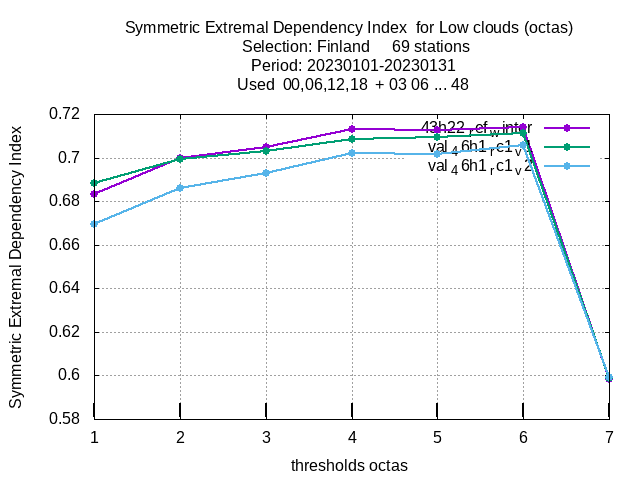 Symmetric Extremal Dependency Index  for Low clouds (octas)
Selection: Finland     69 stations
Period: 20230101-20230131
Used  00,06,12,18  + 03 06 ... 48
0.72
0.7
0.68
0.66
0.64
0.62
0.6
0.58
Symmetric Extremal Dependency Index
43h22_ref_winter
val_46h1_rc1_v
val_46h1_rc1_v2
1 2 3 4 5 6 7
thresholds octas